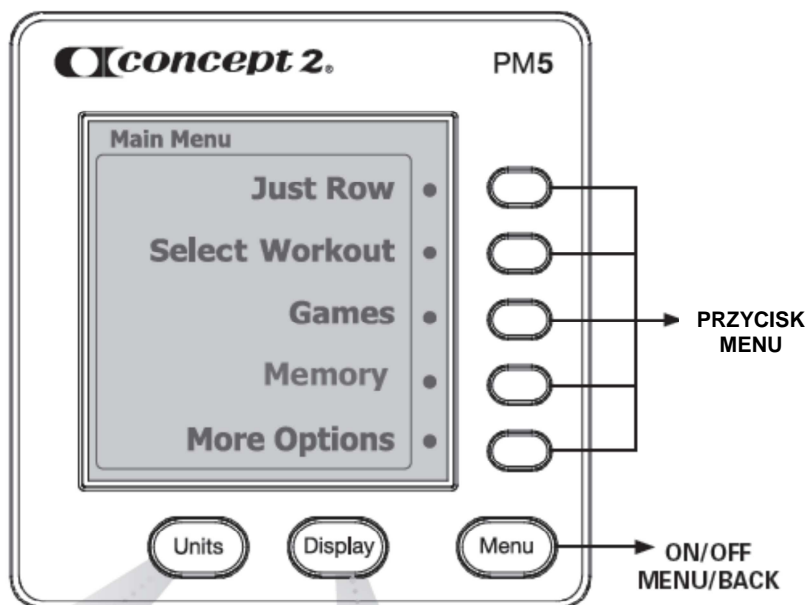 concept 2.
PM5
Main Menu
Just Row
Select Workout
Games
Memory
More Options
PRZYCISK
MENU
Units
Display
Menu
ON/OFF
MENU/BACK